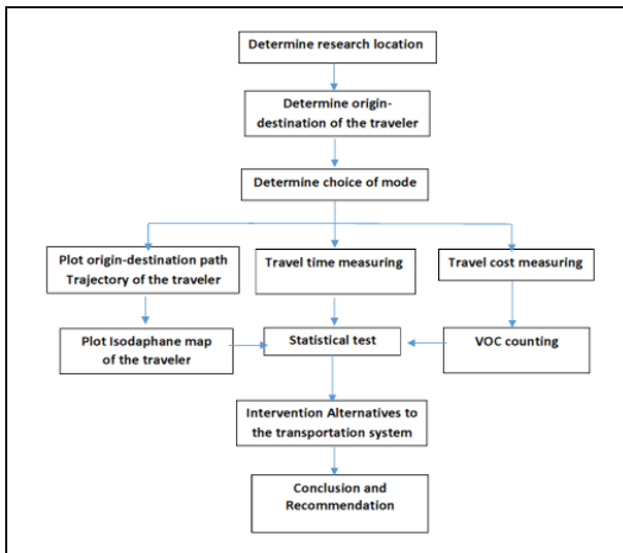 Determine research location
Determine origin-
destination of the traveler
Determine choice of mode
Plot origin-destination path
Trajectory of the traveler
Travel time measuring
Travel cost measuring
Plot Isodaphane map
of the traveler
Statistical test
VOC counting
Intervention Alternatives to
the transportation system
Conclusion and
Recommendation